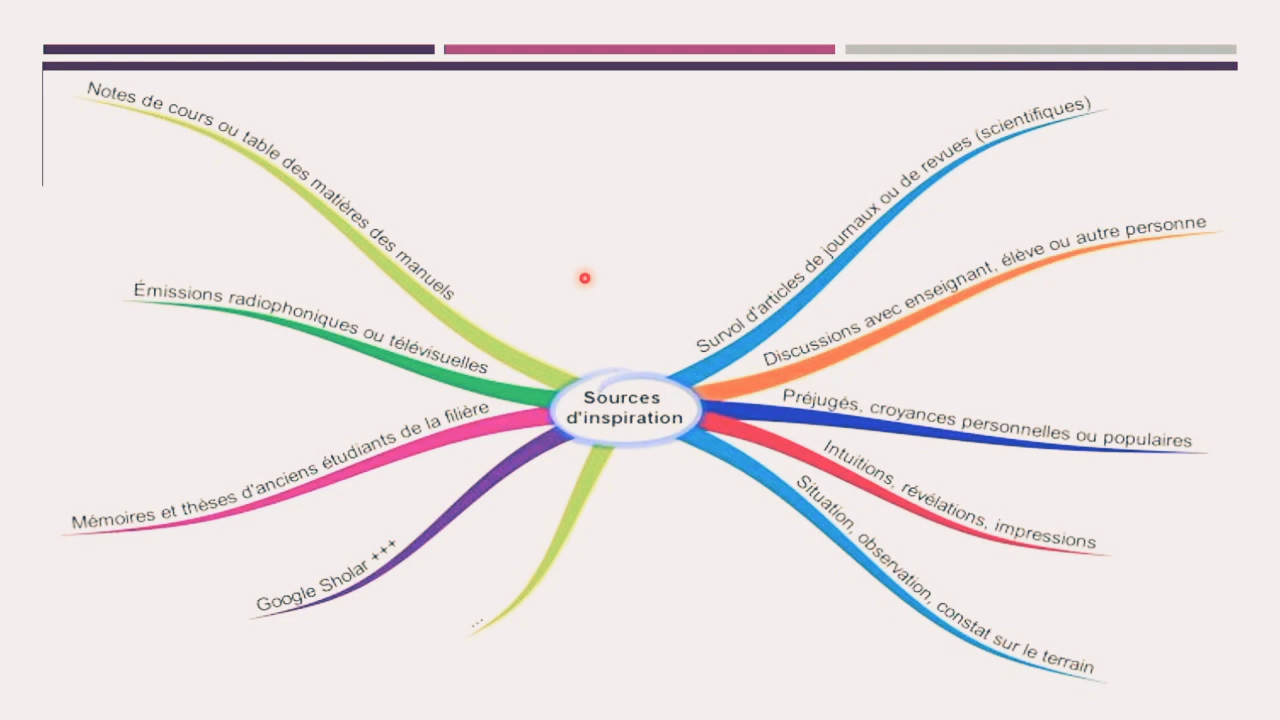 Notes de cours ou table des matières des manuels
Émissions radiophoniques ou télévisuelles
Mémoires et thèses d'anciens étudiants de la filière
Google Sholar +++
...
Sources
d'inspiration
Survol d'articles de journaux ou de revues (scientifiques)
Discussions avec enseignant, élève ou autre personne
Préjugés, croyances personnelles ou populaires
Intuitions, révélations, impressions
Situation, observation, constat sur le terrain